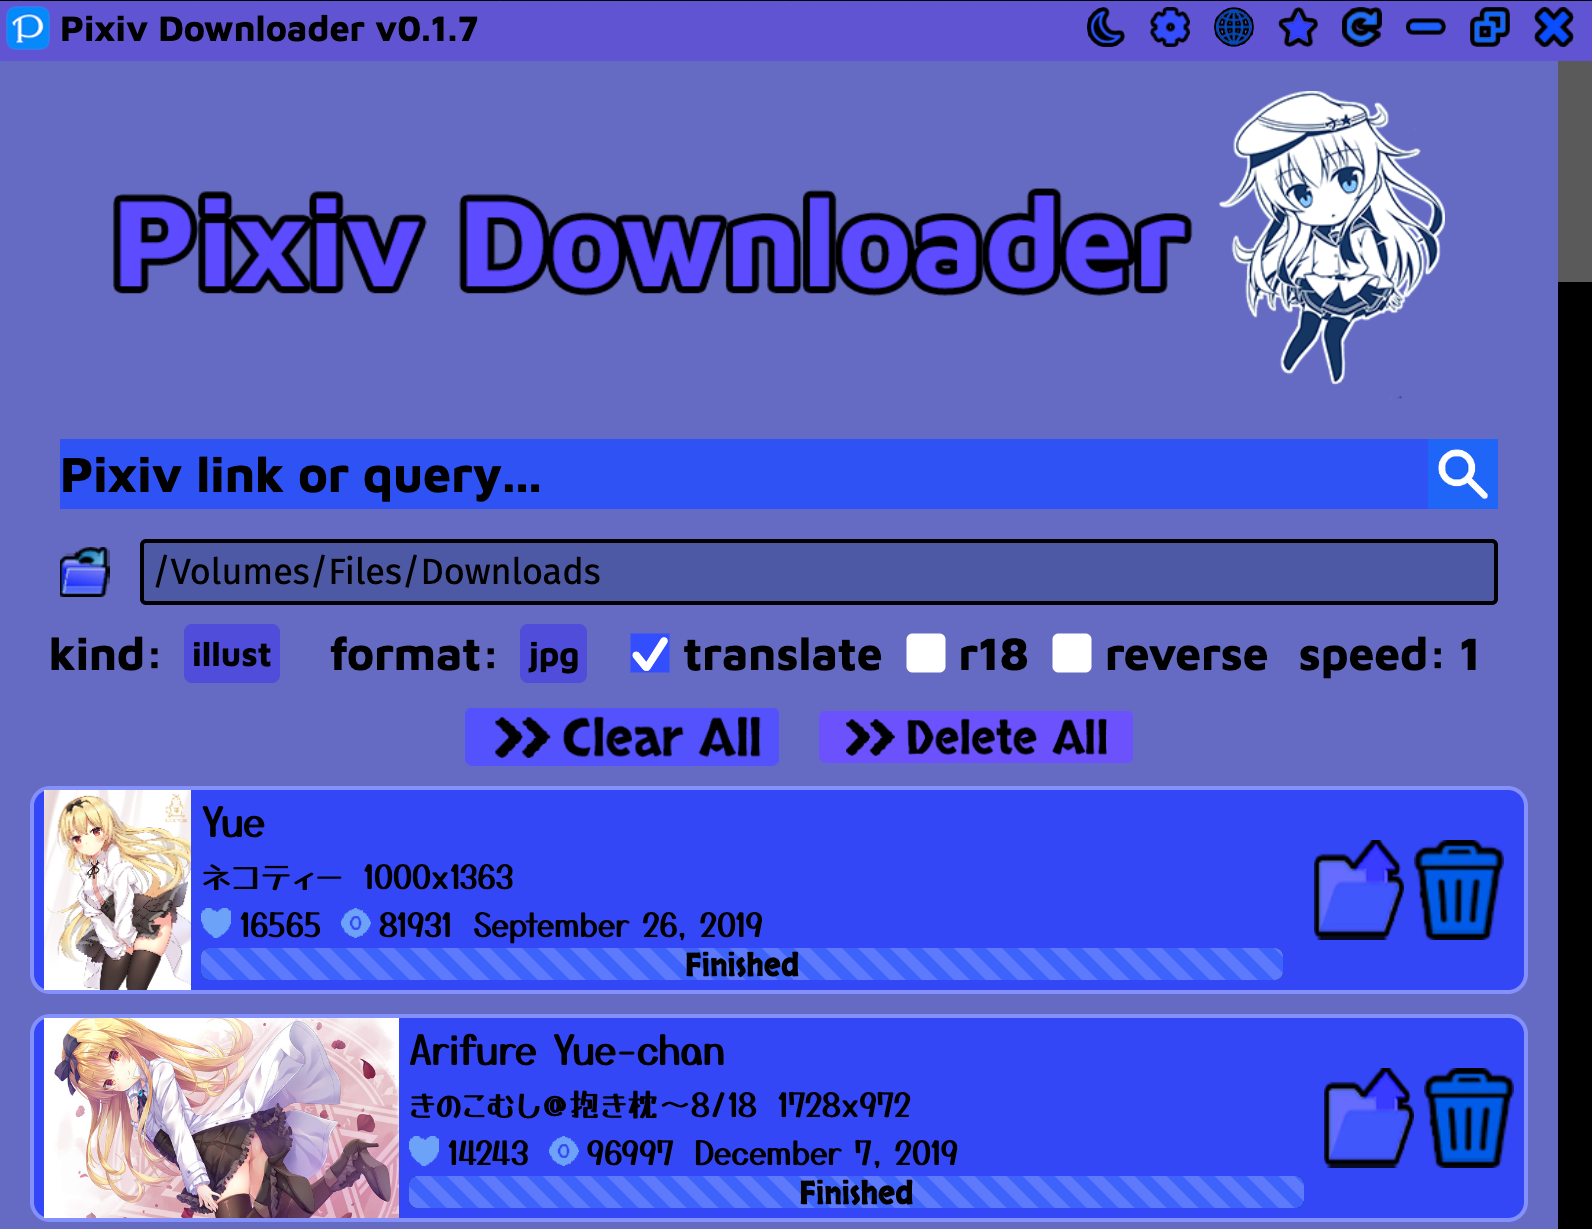 Pixiv Downloader v0.1.7
Pixiv Downloader
Pixiv link or query...
/Volumes/Files/Downloads
kind: illust format: jpg translate r18 reverse speed: 1
>> Clear All >> Delete All
Yue
ネコティー 1000x1363
16565 81931 September 26, 2019
Finished
Arifure Yue-chan
きのこむし@抱き枕〜8/18 1728x972
14243 96997 December 7, 2019
Finished